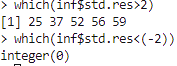 > which(inf$std.res>2)
[1] 25 37 52 56 59
> which(inf$std.res<(-2))
integer(0)